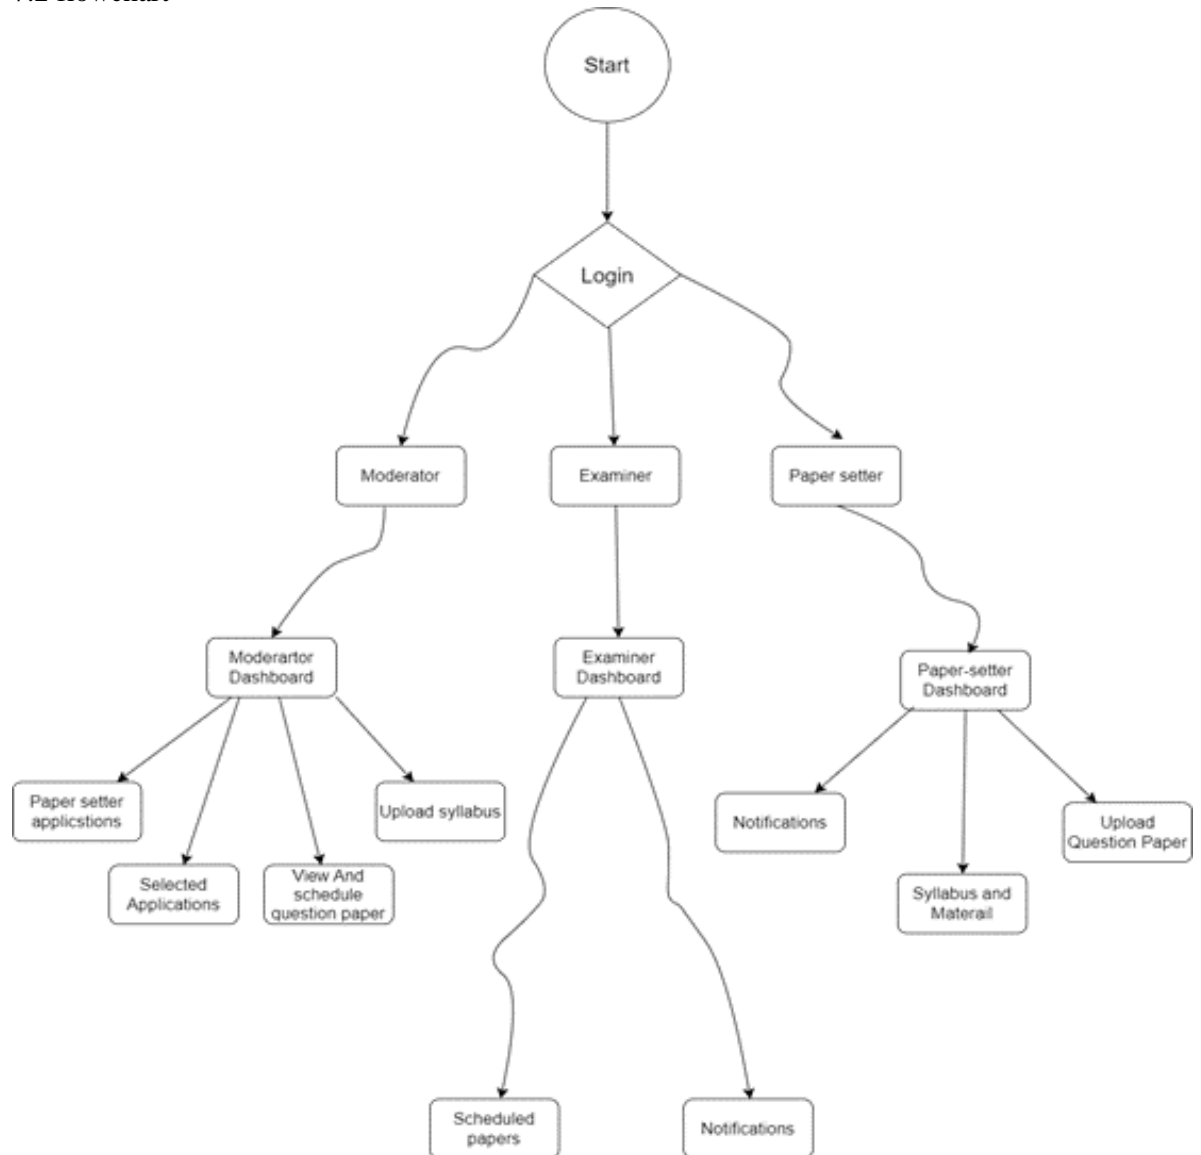 Start
Login
Moderator
Examiner
Paper setter
Moderartor
Dashboard
Examiner
Dashboard
Paper-setter
Dashboard
Paper setter
applicstions
Upload syllabus
Selected
Applications
View And
schedule
question paper
Notifications
Upload
Question Paper
Syllabus and
Materail
Scheduled
papers
Notifications